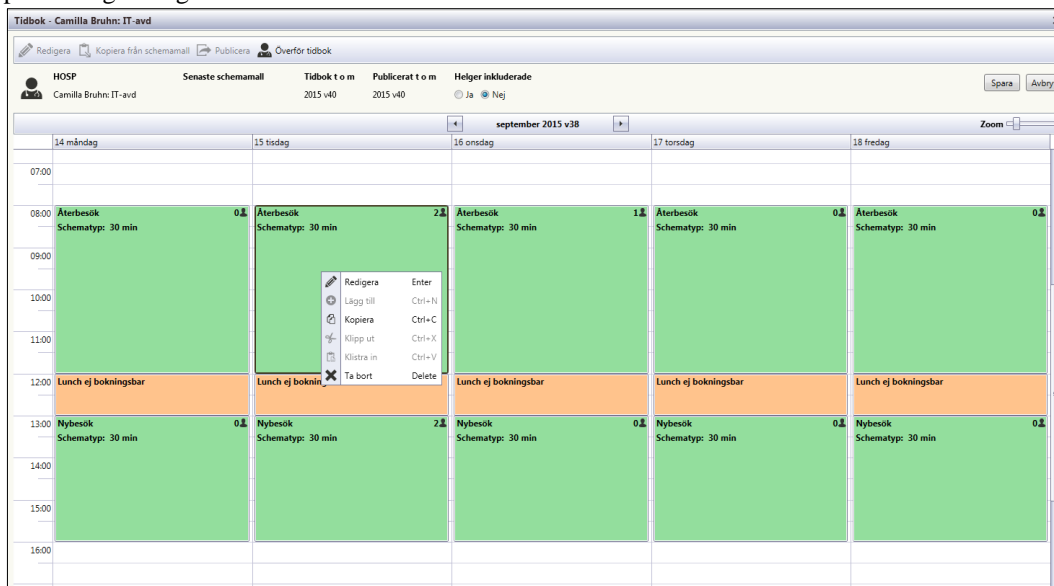 Tidbok - Camilla Bruhn: IT-avd
Redigera Kopiera från schemamall Publicera Överför tidbok
HOSP Senaste schemamall Tidbok t o m Publicerat t o m Helger inkluderade
Camilla Bruhn: IT-avd 2015 v40 2015 v40 Ja Nej Spara Avbry
september 2015 v38 Zoom
14 måndag 15 tisdag 16 onsdag 17 torsdag 18 fredag
07:00
08:00 Återbesök 0 Återbesök 2 Återbesök 1 Återbesök 0 Återbesök 0
Schematyp: 30 min Schematyp: 30 min Schematyp: 30 min Schematyp: 30 min Schematyp: 30 min
09:00
Redigera Enter
10:00 Lägg till Ctrl+N
Kopiera Ctrl+C
11:00 Klipp ut Ctrl+X
Klistra in Ctrl+V
Ta bort Delete
12:00 Lunch ej bokningsbar Lunch ej boknin Lunch ej bokningsbar Lunch ej bokningsbar Lunch ej bokningsbar
13:00 Nybesök 0 Nybesök 2 Nybesök 0 Nybesök 0 Nybesök 0
Schematyp: 30 min Schematyp: 30 min Schematyp: 30 min Schematyp: 30 min Schematyp: 30 min
14:00
15:00
16:00